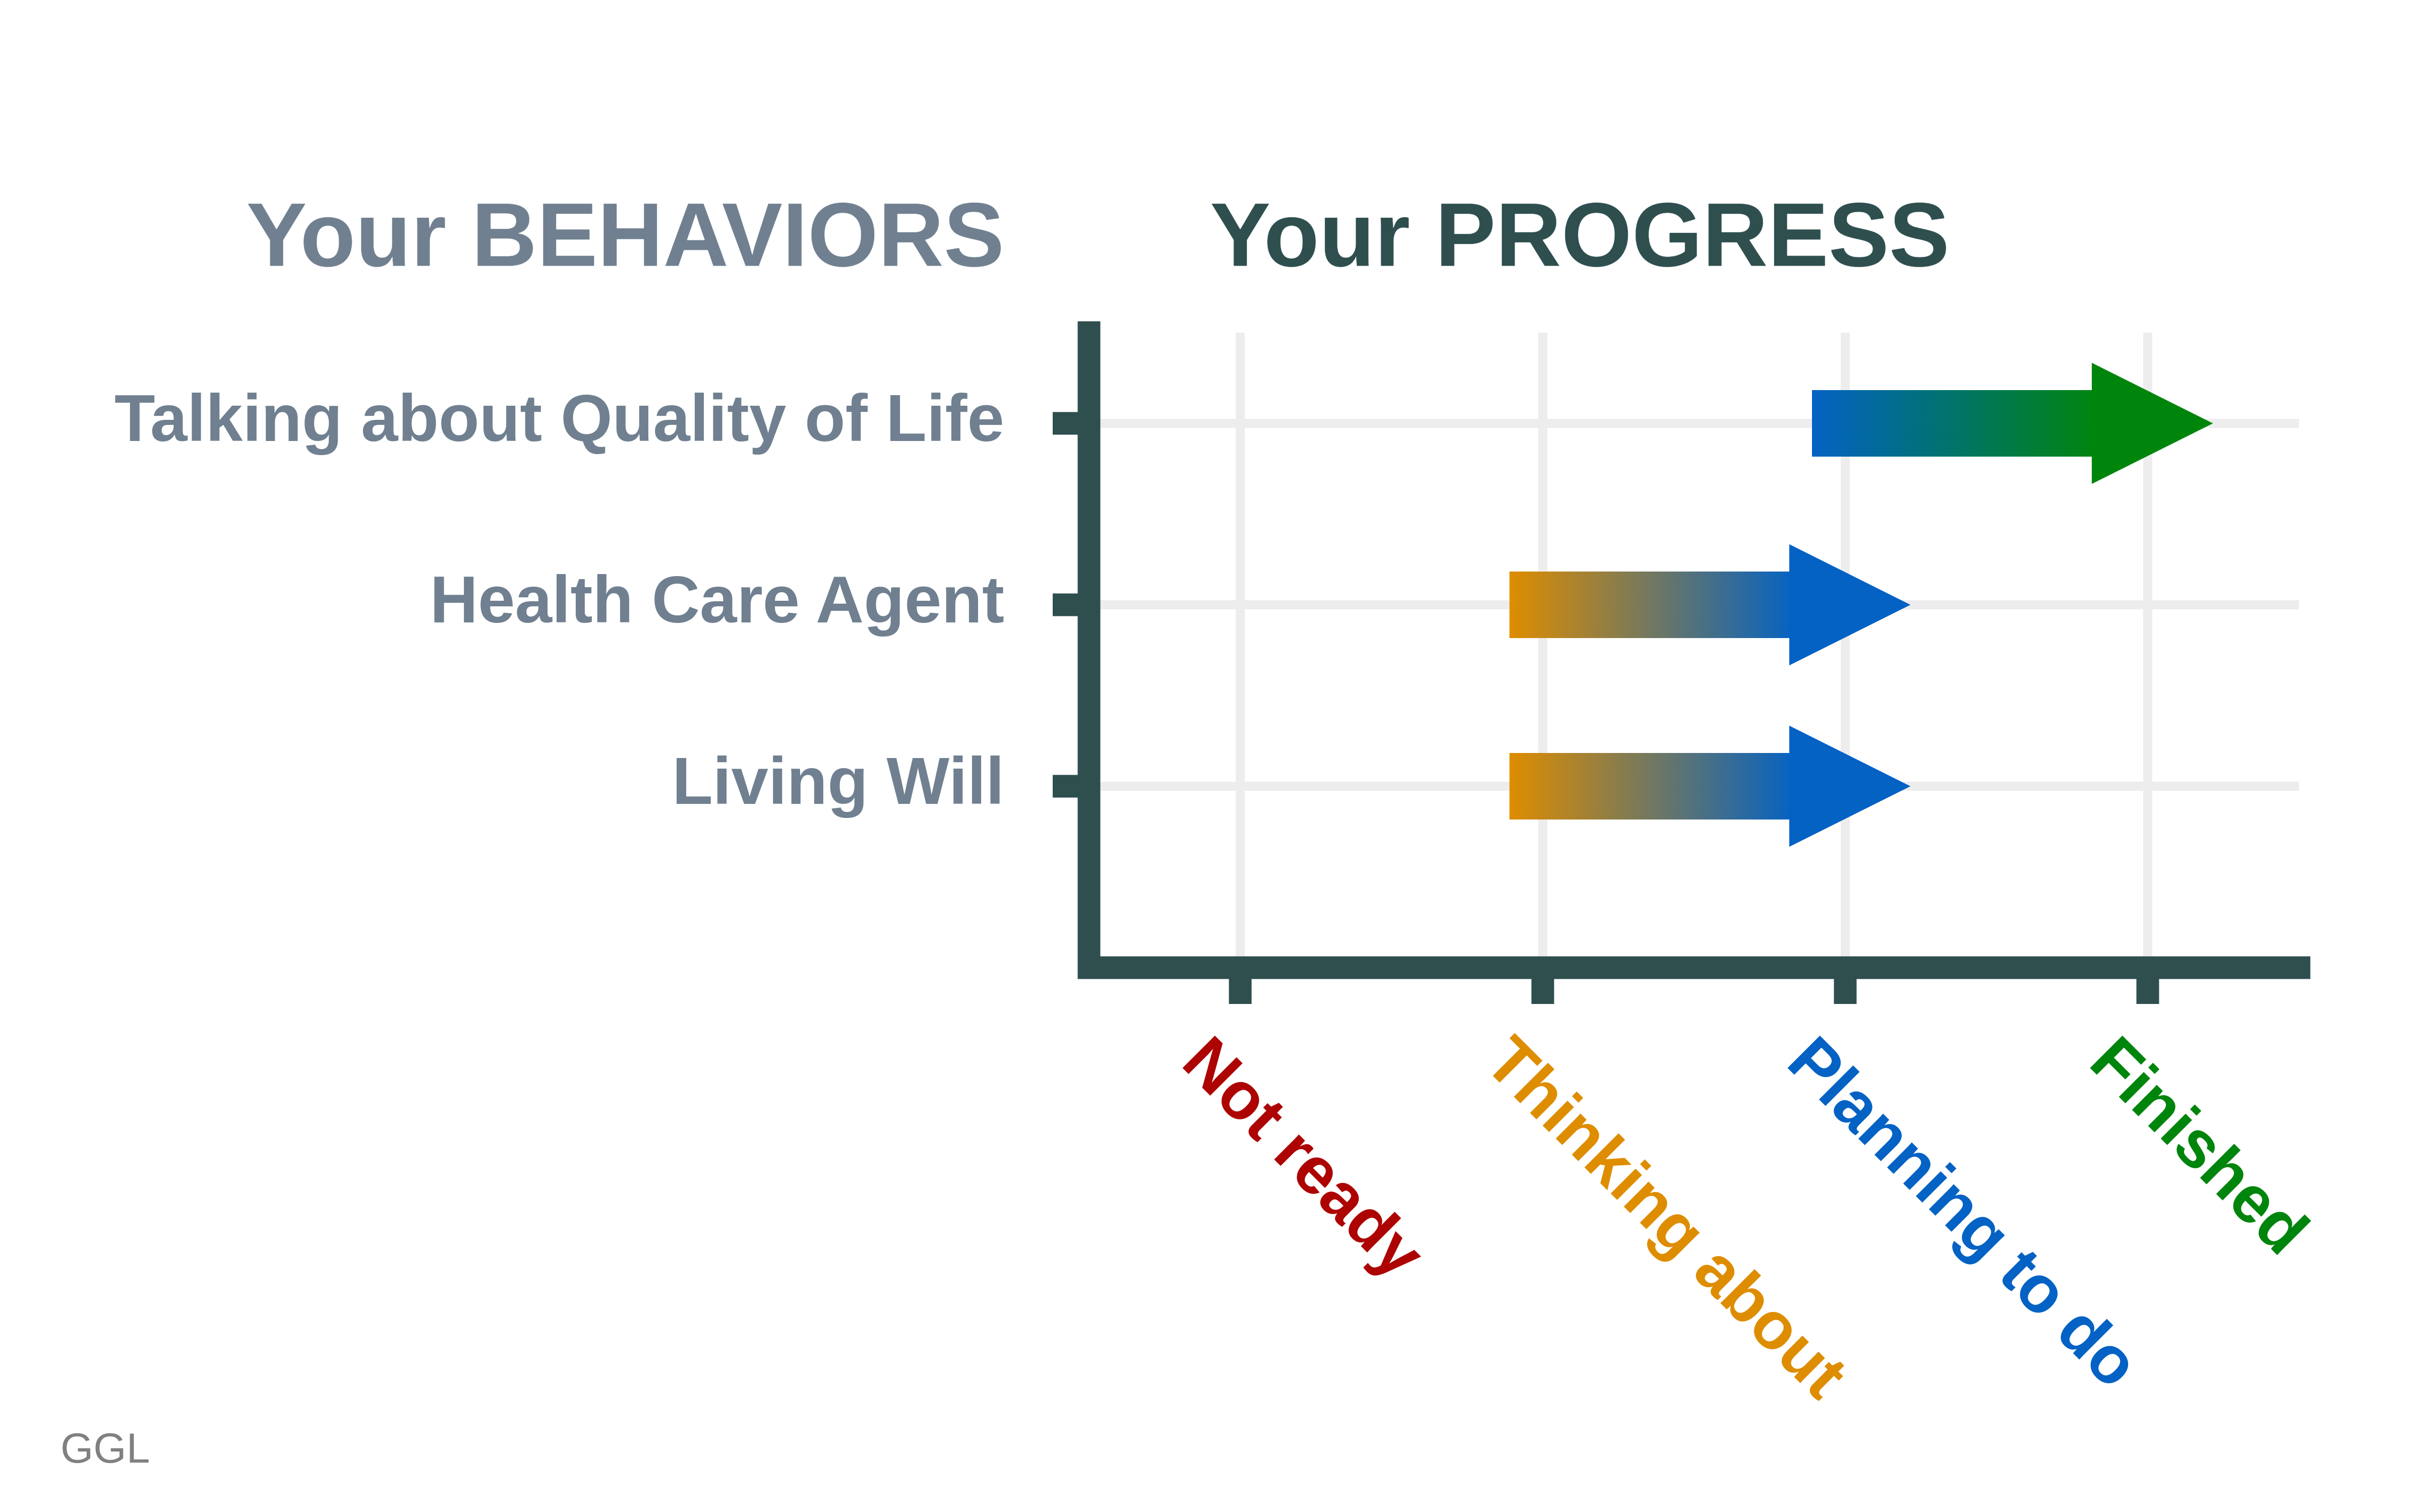 Your BEHAVIORS
Your PROGRESS
Talking about Quality of Life
Health Care Agent
Living Will
Not ready
Thinking about
Planning to do
Finished
GGL